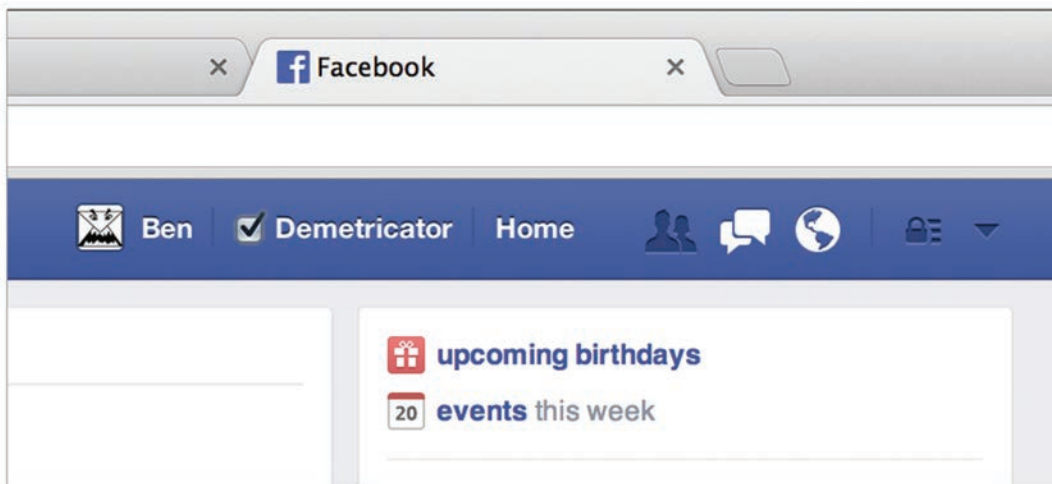 Facebook
Ben Demetricator Home
upcoming birthdays
20 events this week